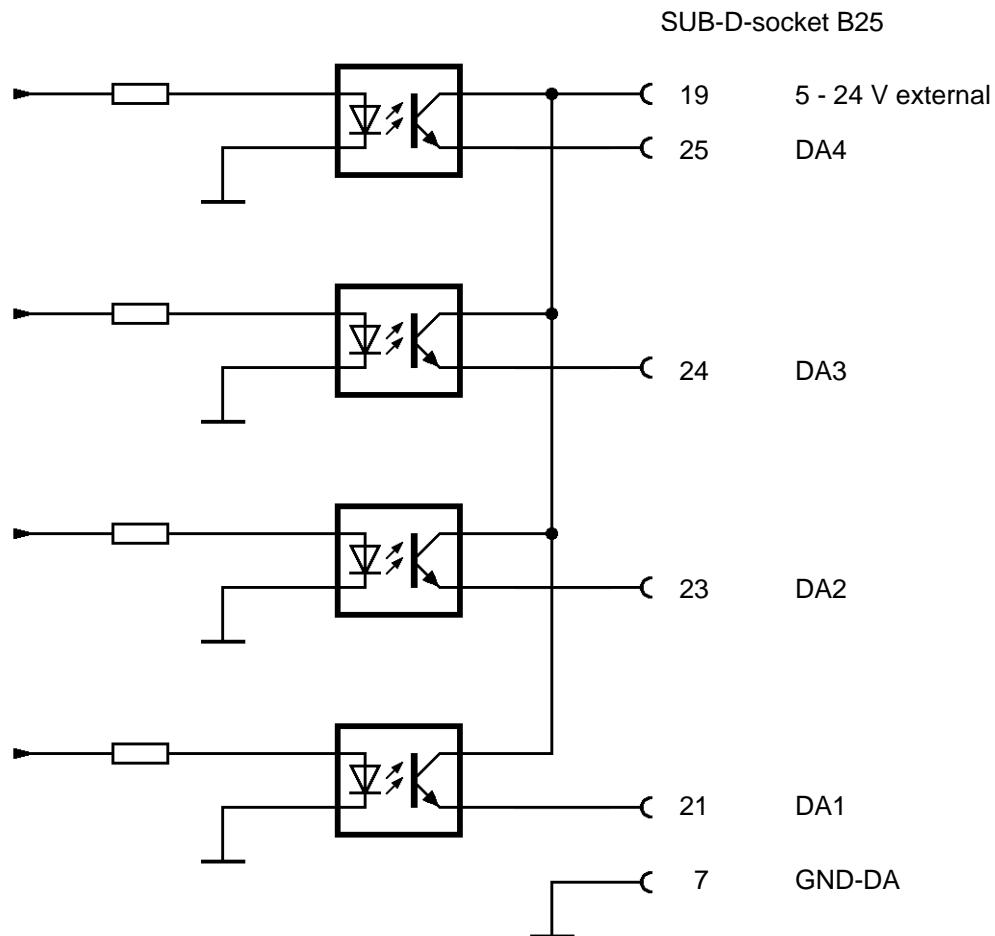 SUB-D-socket B25
19 5 - 24 V external
25 DA4
24 DA3
23 DA2
21 DA1
7 GND-DA